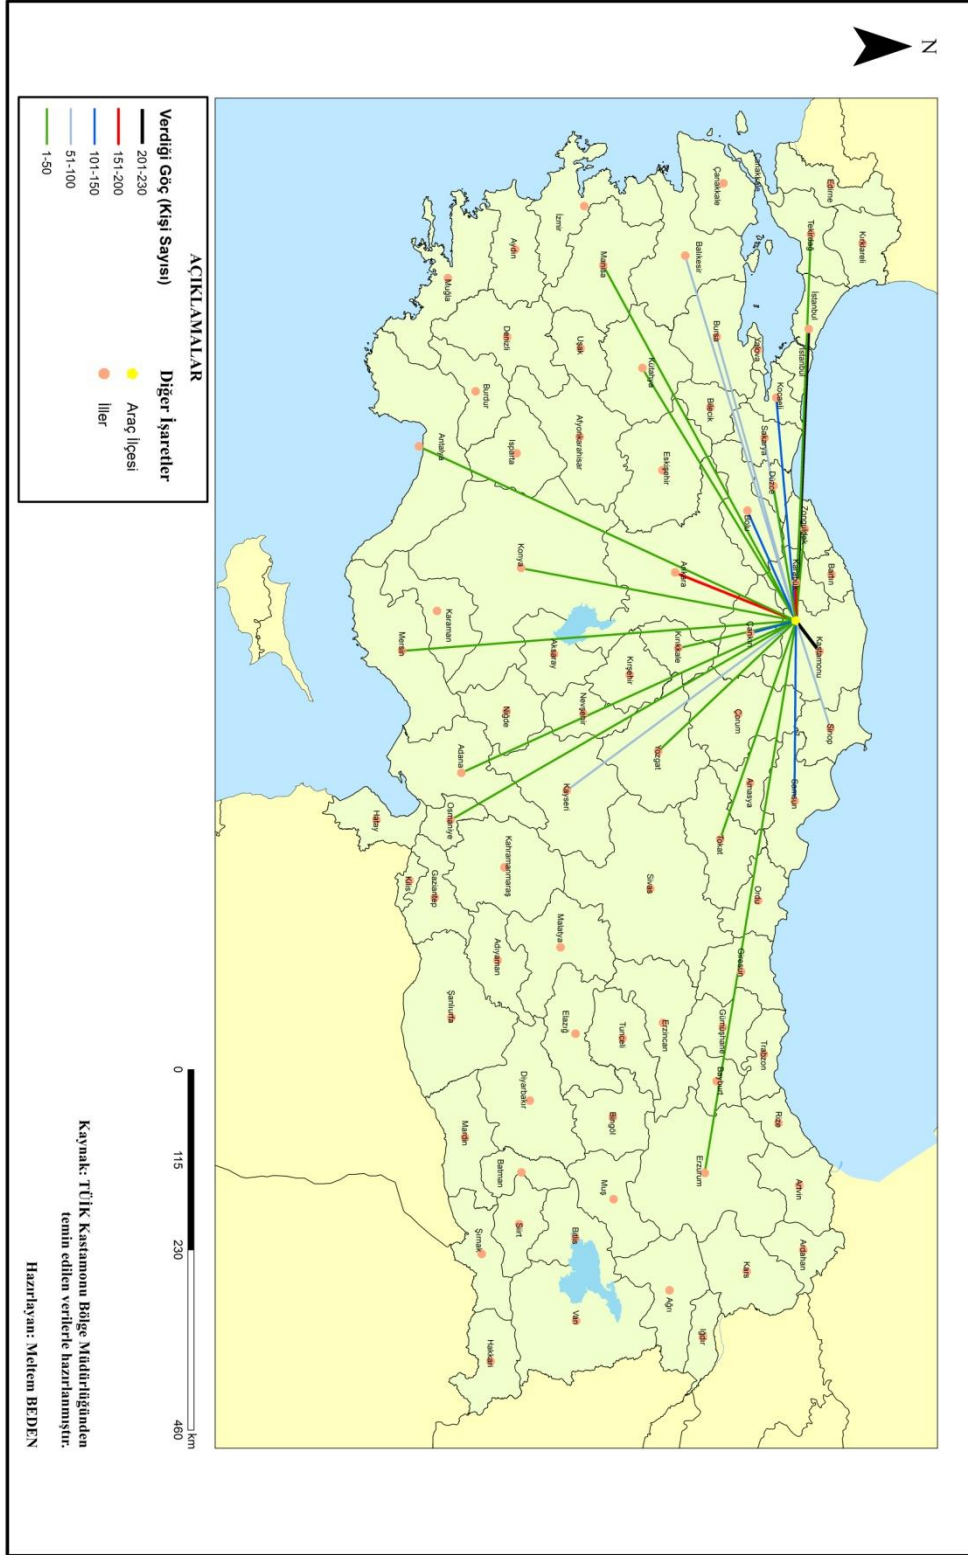 N
Edirne
Kırklareli
Tekirdağ
İstanbul
İstanbul
Çanakkale
Çanakkale
Balıkesir
Bursa
Yalova
Kocaeli
Sakarya
Düzce
Bilecik
Bolu
Zonguldak
Bartın
Karabük
Kastamonu
Sinop
Samsun
Çankırı
Çorum
Amasya
Tokat
Ordu
Giresun
Gümüşhane
Trabzon
Bayburt
Rize
Artvin
Ardahan
Kars
Iğdır
Erzurum
Ağrı
Manisa
İzmir
Kütahya
Uşak
Eskişehir
Afyonkarahisar
Ankara
Kırıkkale
Kırşehir
Yozgat
Sivas
Erzincan
Tunceli
Bingöl
Muş
Aydın
Denizli
Muğla
Burdur
Isparta
Antalya
Konya
Karaman
Aksaray
Nevşehir
Niğde
Kayseri
Mersin
Adana
Osmaniye
Hatay
Kahramanmaraş
Kilis
Gaziantep
Malatya
Adıyaman
Şanlıurfa
Elazığ
Diyarbakır
Mardin
Batman
Siirt
Bitlis
Van
Şırnak
Hakkari
AÇIKLAMALAR
Verdiği Göç (Kişi Sayısı)
201-230
151-200
101-150
51-100
1-50
Diğer İşaretler
Araç İlçesi
İller
0 115 230 460
km
Kaynak: TÜİK Kastamonu Bölge Müdürlüğünden
temin edilen verilerle hazırlanmıştır.
Hazırlayan: Meltem BEDEN